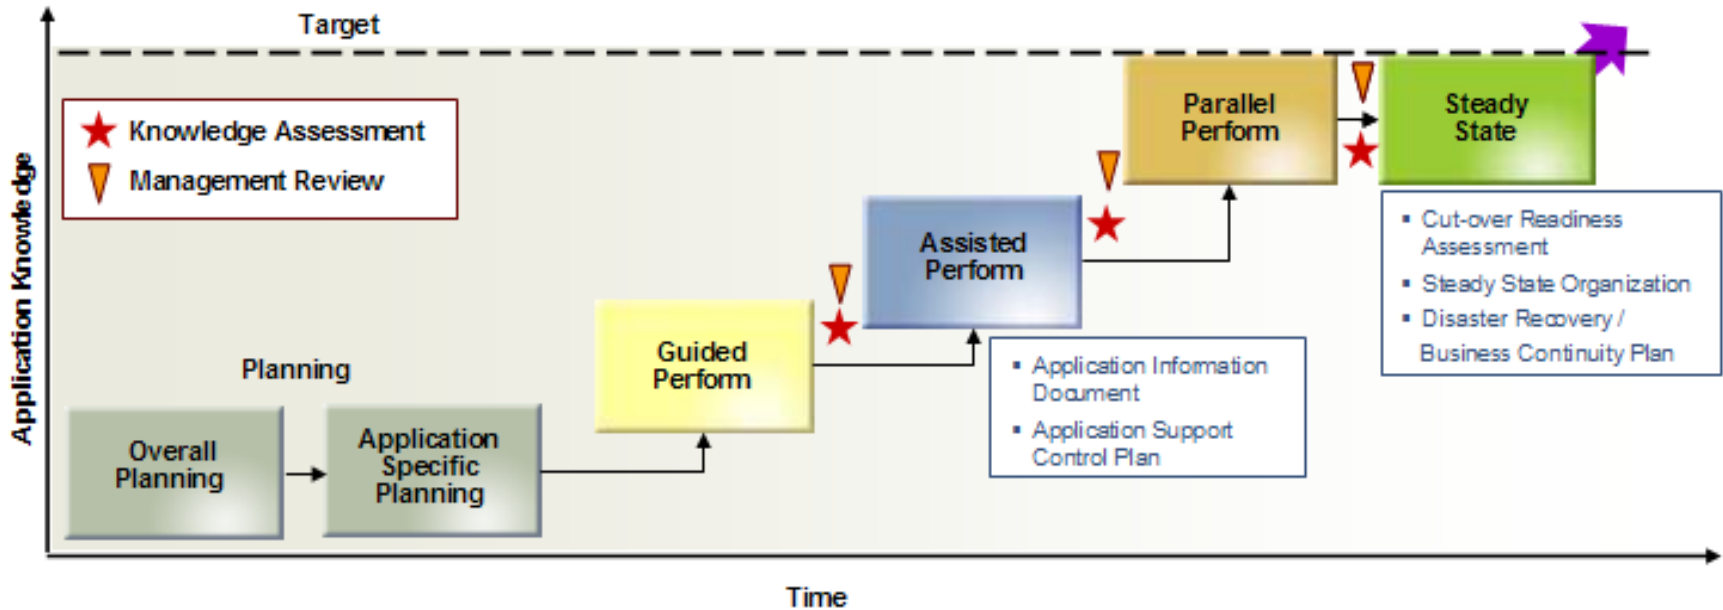 Target
Knowledge Assessment
Management Review
Application Knowledge
Planning
Overall
Planning
Application
Specific
Planning
Guided
Perform
Assisted
Perform
▪ Application Information
Document
▪ Application Support
Control Plan
Parallel
Perform
Steady
State
▪ Cut-over Readiness
Assessment
▪ Steady State Organization
▪ Disaster Recovery /
Business Continuity Plan
Time